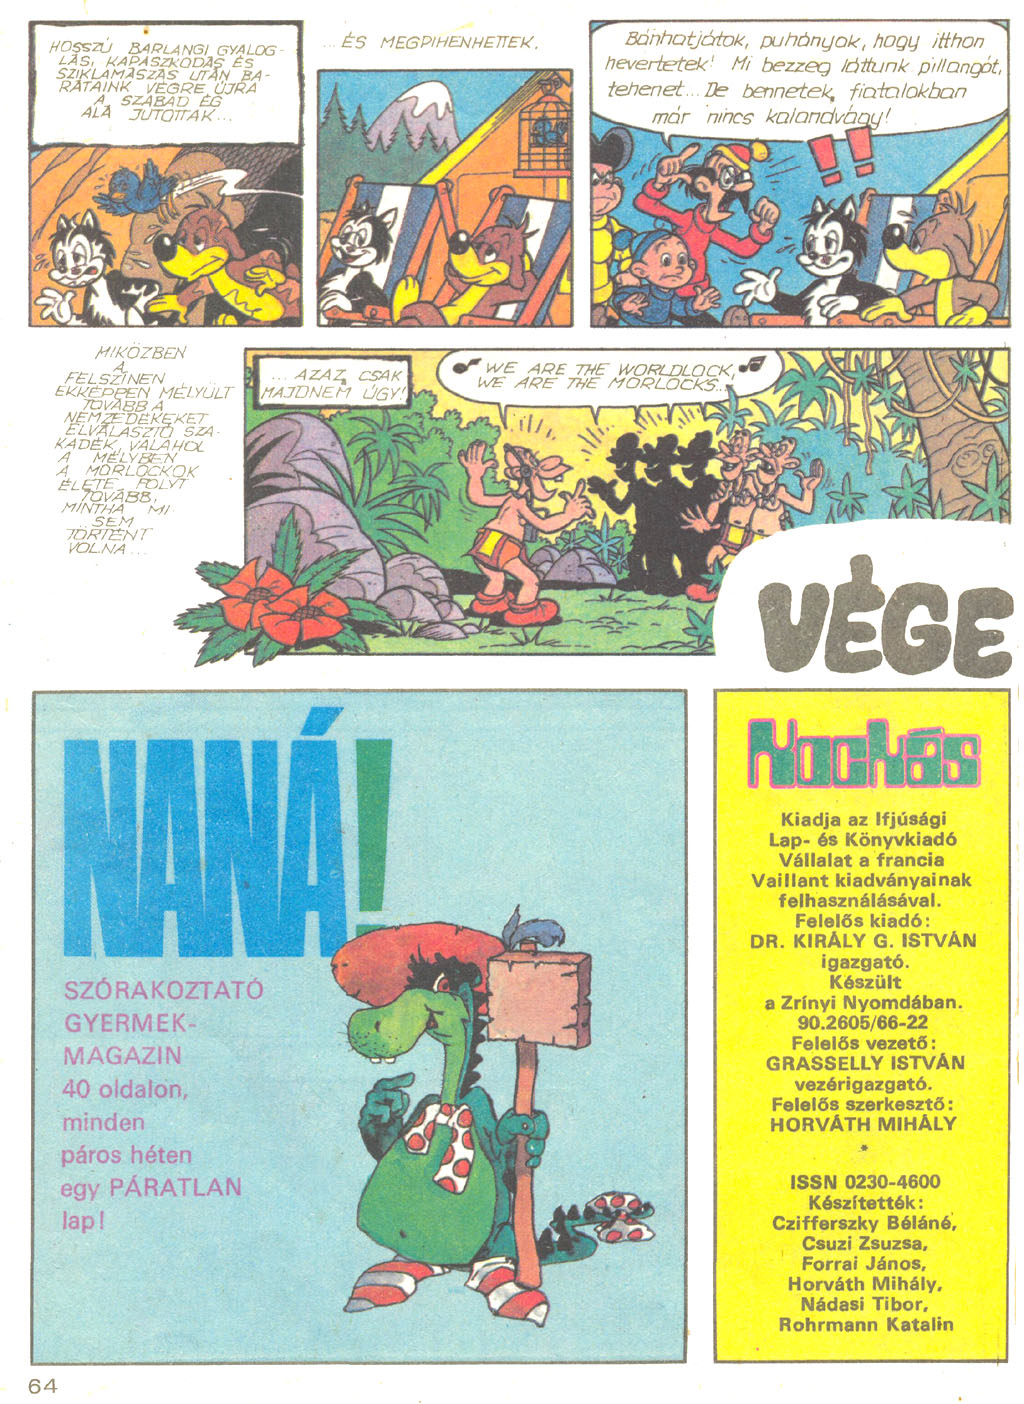 HOSSZÚ BARLANGI GYALOG-
LÁS, KAPASZKODÁS ÉS
SZIKLAMÁSZÁS UTÁN BA-
RÁTAINK VÉGRE ÚJRA
A SZABAD ÉG
ALÁ JUTOTTAK...
... ÉS MEGPIHENHETTEK.
Bánhatjátok, puhányok, hogy itthon
hevertetek! Mi bezzeg láttunk pillangót,
tehenet... De bennetek, fiatalokban
már nincs kalandvágy!
!!
MIKÖZBEN
A
FELSZÍNEN
EKKÉPPEN MÉLYÜLT
TOVÁBB A
NEMZEDÉKEKET
ELVÁLASZTÓ SZA-
KADÉK, VALAHOL
A MÉLYBEN
A MORLOCKOK
ÉLETE FOLYT
TOVÁBB,
MINTHA MI
SEM
TÖRTÉNT
VOLNA...
... AZAZ, CSAK
MAJDNEM ÚGY!
WE ARE THE WORLDLOCK,
WE ARE THE MORLOCKS...
VÉGE
NANÁ!
SZÓRAKOZTATÓ
GYERMEK-
MAGAZIN
40 oldalon,
minden
páros héten
egy PÁRATLAN
lap!
Kockás
Kiadja az Ifjúsági
Lap- és Könyvkiadó
Vállalat a francia
Vaillant kiadványainak
felhasználásával.
Felelős kiadó:
DR. KIRÁLY G. ISTVÁN
igazgató.
Készült
a Zrínyi Nyomdában.
90.2605/66-22
Felelős vezető:
GRASSELLY ISTVÁN
vezérigazgató.
Felelős szerkesztő:
HORVÁTH MIHÁLY
*
ISSN 0230-4600
Készítették:
Czifferszky Béláné,
Csuzi Zsuzsa,
Forrai János,
Horváth Mihály,
Nádasi Tibor,
Rohrmann Katalin
64